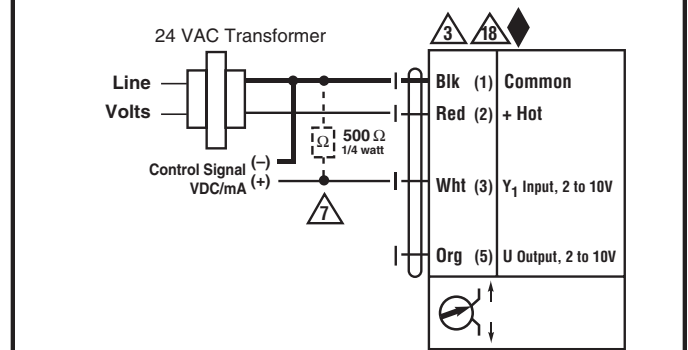 24 VAC Transformer
3 18
Line
Volts
Blk (1) Common
Red (2) + Hot
Ω 500 Ω
1/4 watt
Control Signal (–)
VDC/mA (+)
Wht (3) Y1 Input, 2 to 10V
7
Org (5) U Output, 2 to 10V